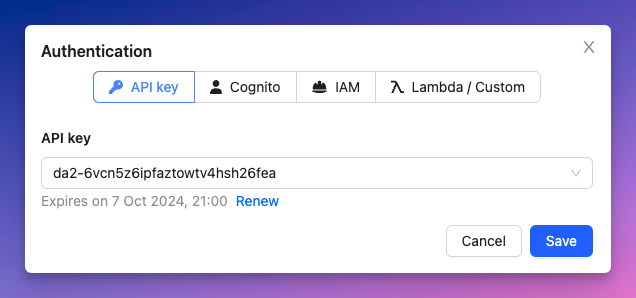 Authentication
API key
Cognito
IAM
Lambda / Custom
API key
da2-6vcn5z6ipfaztowtv4hsh26fea
Expires on 7 Oct 2024, 21:00 Renew
Cancel
Save